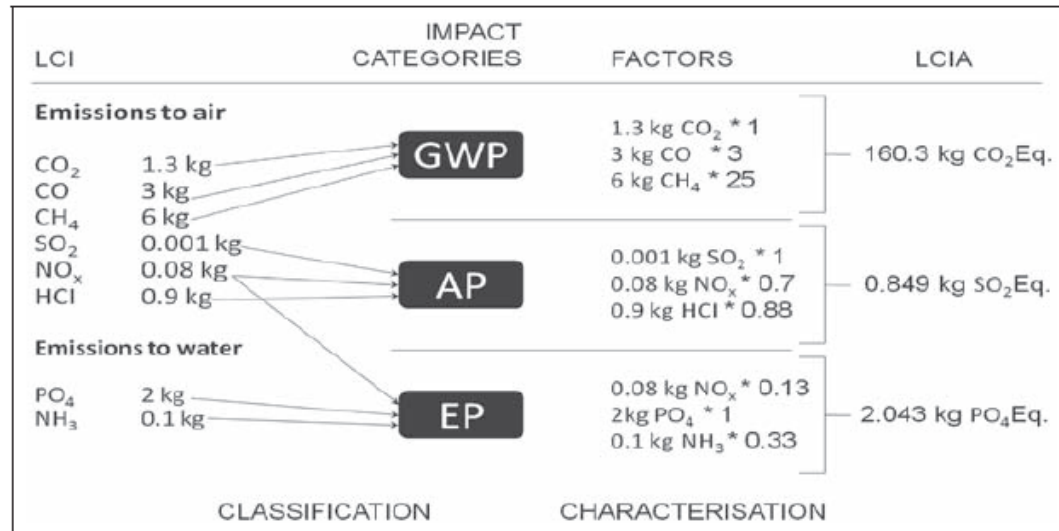 LCI IMPACT CATEGORIES FACTORS LCIA
Emissions to air
CO₂ 1.3 kg
CO 3 kg
CH₄ 6 kg
SO₂ 0.001 kg
NOₓ 0.08 kg
HCl 0.9 kg
Emissions to water
PO₄ 2 kg
NH₃ 0.1 kg
GWP
AP
EP
1.3 kg CO₂ * 1
3 kg CO * 3
6 kg CH₄ * 25
0.001 kg SO₂ * 1
0.08 kg NOₓ * 0.7
0.9 kg HCl * 0.88
0.08 kg NOₓ * 0.13
2kg PO₄ * 1
0.1 kg NH₃ * 0.33
160.3 kg CO₂Eq.
0.849 kg SO₂Eq.
2.043 kg PO₄Eq.
CLASSIFICATION CHARACTERISATION